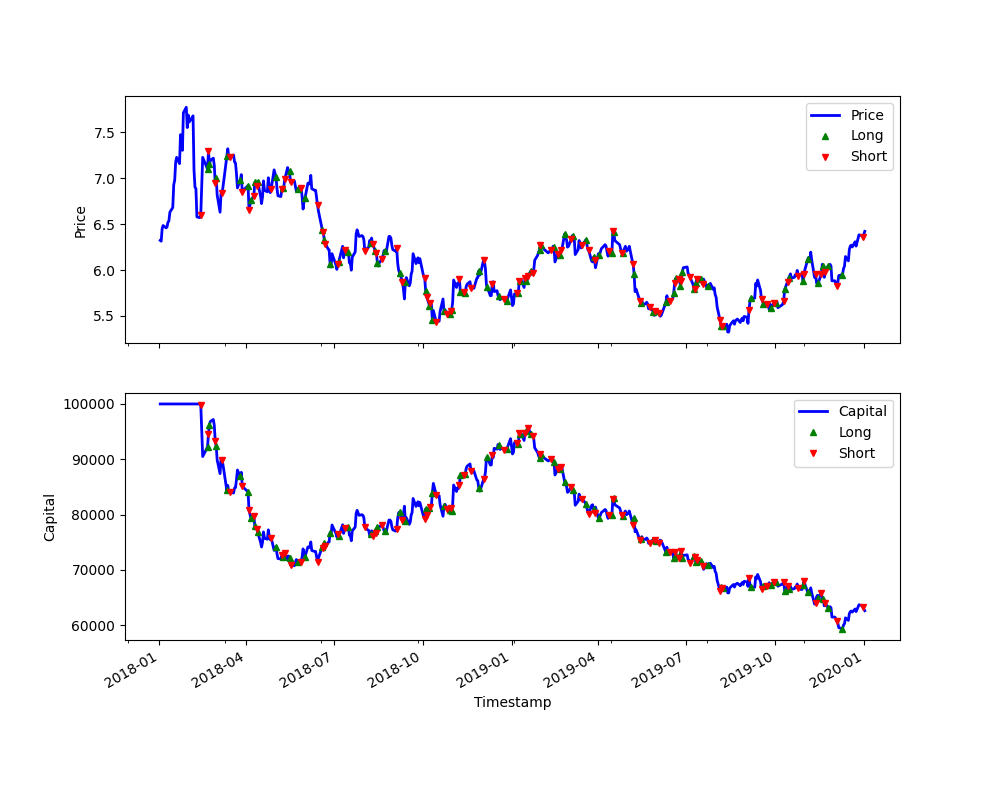 7.5
7.0
6.5
6.0
5.5
Price
Price
Long
Short
100000
90000
80000
70000
60000
Capital
Capital
Long
Short
2018-01
2018-04
2018-07
2018-10
2019-01
2019-04
2019-07
2019-10
2020-01
Timestamp